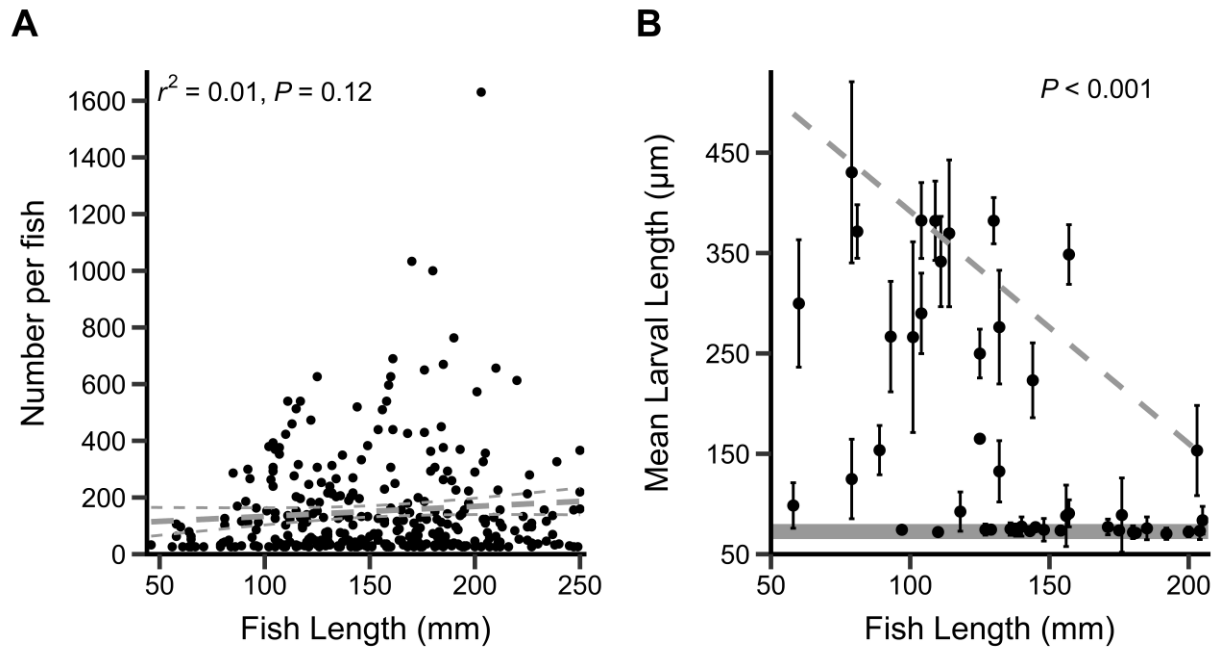 A
B
r² = 0.01, P = 0.12
P < 0.001
Number per fish
1600
1400
1200
1000
800
600
400
200
0
50
100
150
200
250
Fish Length (mm)
Mean Larval Length (µm)
450
350
250
150
50
50
100
150
200
Fish Length (mm)